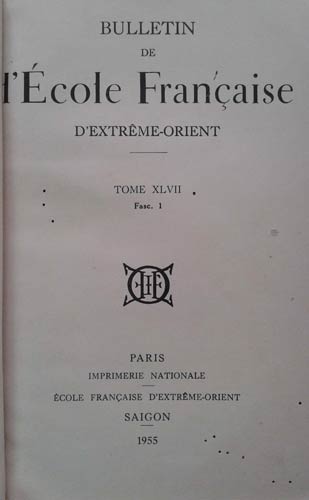 BULLETIN
DE
l'École Française
D'EXTRÊME-ORIENT
TOME XLVII
Fasc. 1
PARIS
IMPRIMERIE NATIONALE
ÉCOLE FRANÇAISE D'EXTRÊME-ORIENT
SAIGON
1955